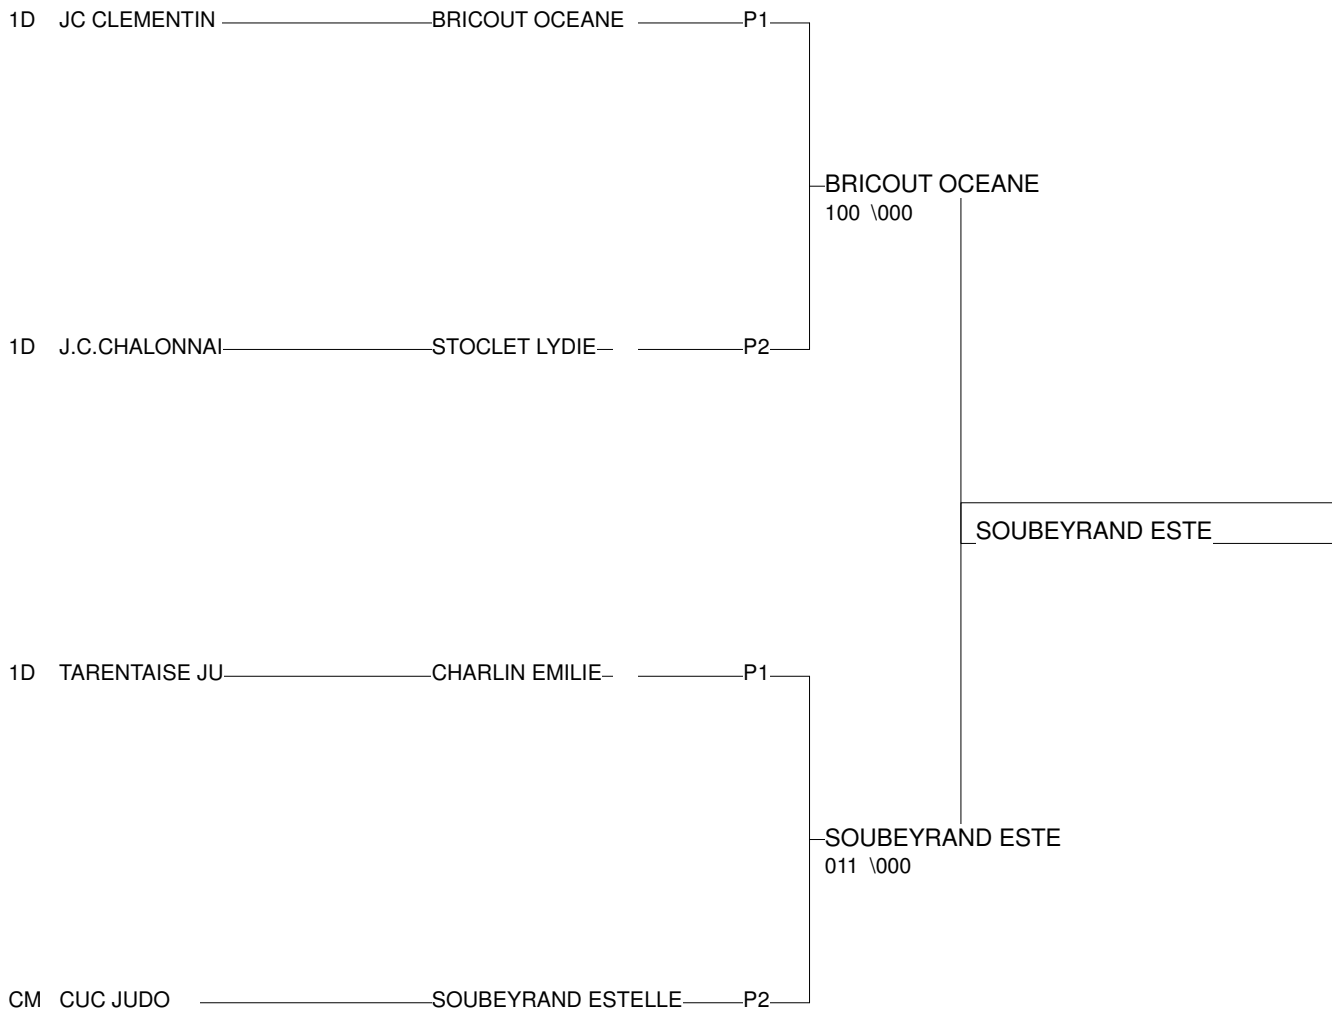 1D JC CLEMENTIN BRICOUT OCEANE P1
BRICOUT OCEANE
100 \000
1D J.C.CHALONNAI STOCLET LYDIE P2
SOUBEYRAND ESTE
1D TARENTAISE JU CHARLIN EMILIE P1
SOUBEYRAND ESTE
011 \000
CM CUC JUDO SOUBEYRAND ESTELLE P2